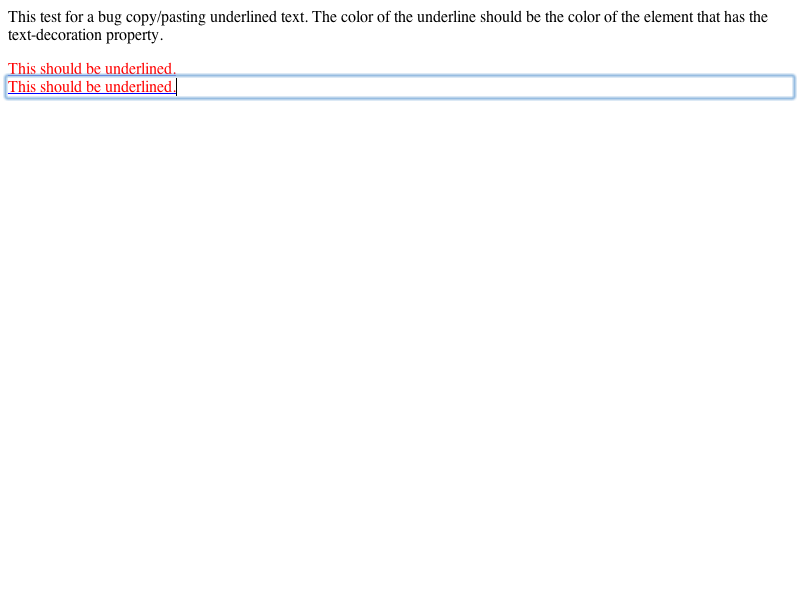 This test for a bug copy/pasting underlined text. The color of the underline should be the color of the element that has the
text-decoration property.
This should be underlined.
This should be underlined.